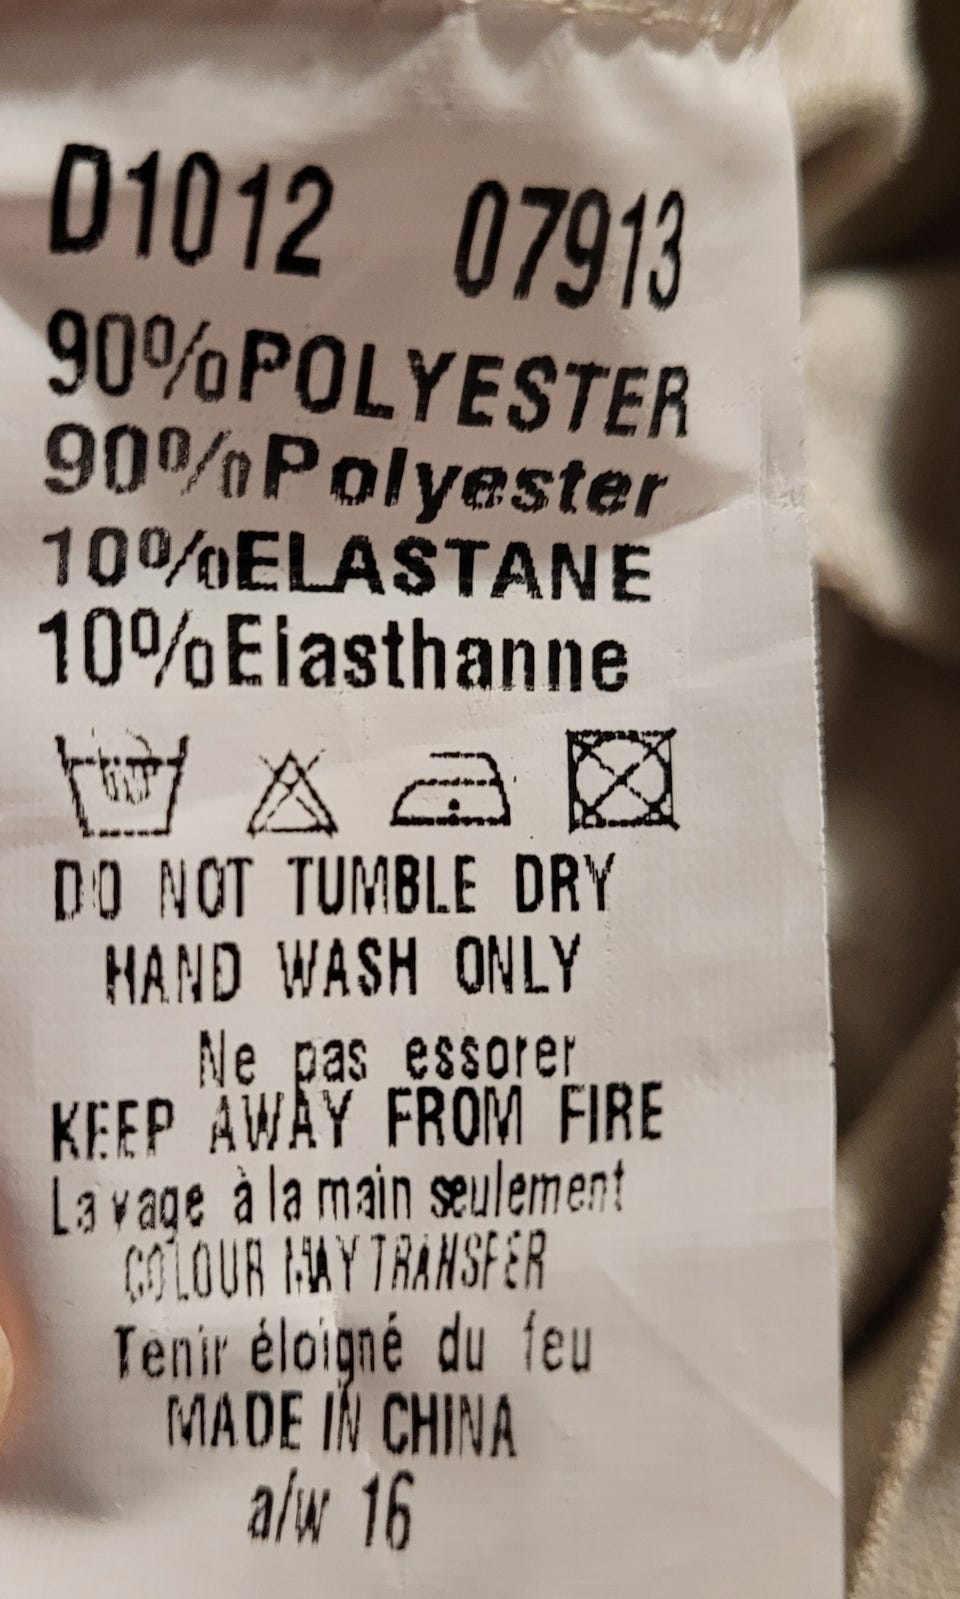 D1012 07913
90%POLYESTER
90%Polyester
10%ELASTANE
10%Elasthanne
DO NOT TUMBLE DRY
HAND WASH ONLY
Ne pas essorer
KEEP AWAY FROM FIRE
Lavage à la main seulement
COLOUR MAY TRANSFER
Tenir éloigné du feu
MADE IN CHINA
a/w 16